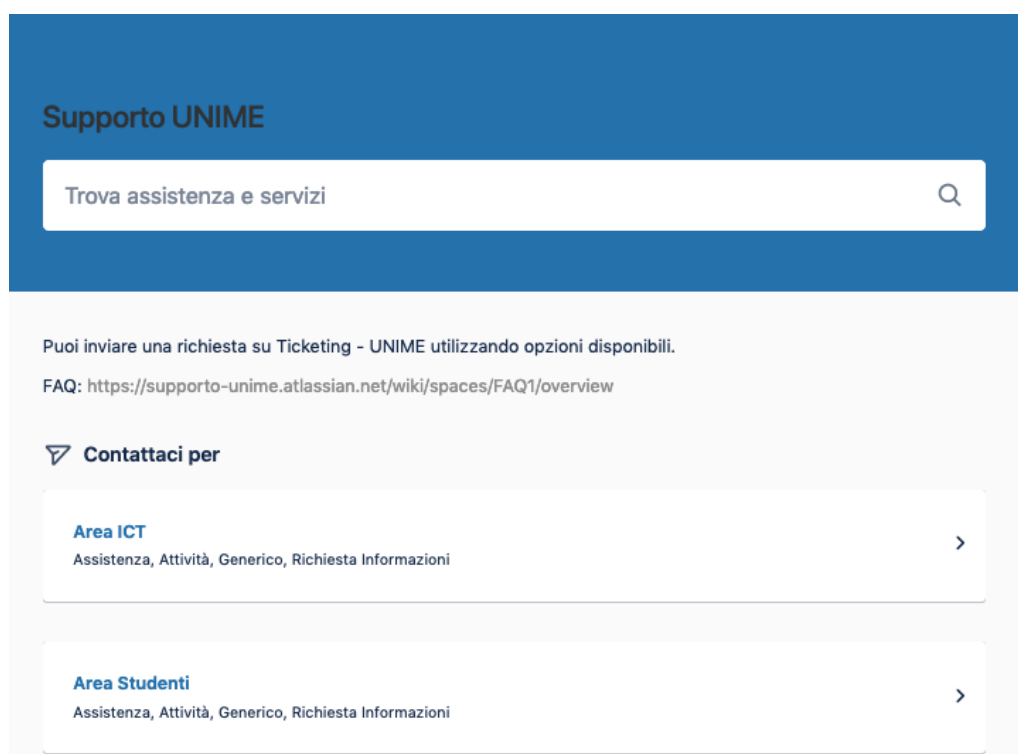 Supporto UNIME
Trova assistenza e servizi
Puoi inviare una richiesta su Ticketing - UNIME utilizzando opzioni disponibili.
FAQ: https://supporto-unime.atlassian.net/wiki/spaces/FAQ1/overview
Contattaci per
Area ICT
Assistenza, Attività, Generico, Richiesta Informazioni
Area Studenti
Assistenza, Attività, Generico, Richiesta Informazioni